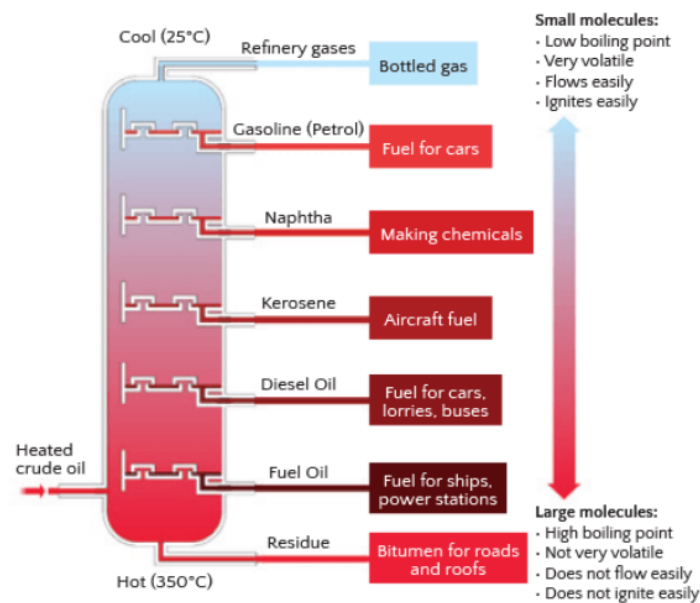 Cool (25°C)
Refinery gases
Bottled gas
Small molecules:
· Low boiling point
· Very volatile
· Flows easily
· Ignites easily
Gasoline (Petrol)
Fuel for cars
Naphtha
Making chemicals
Kerosene
Aircraft fuel
Diesel Oil
Fuel for cars,
lorries, buses
Heated
crude oil
Fuel Oil
Fuel for ships,
power stations
Residue
Bitumen for roads
and roofs
Hot (350°C)
Large molecules:
· High boiling point
· Not very volatile
· Does not flow easily
· Does not ignite easily